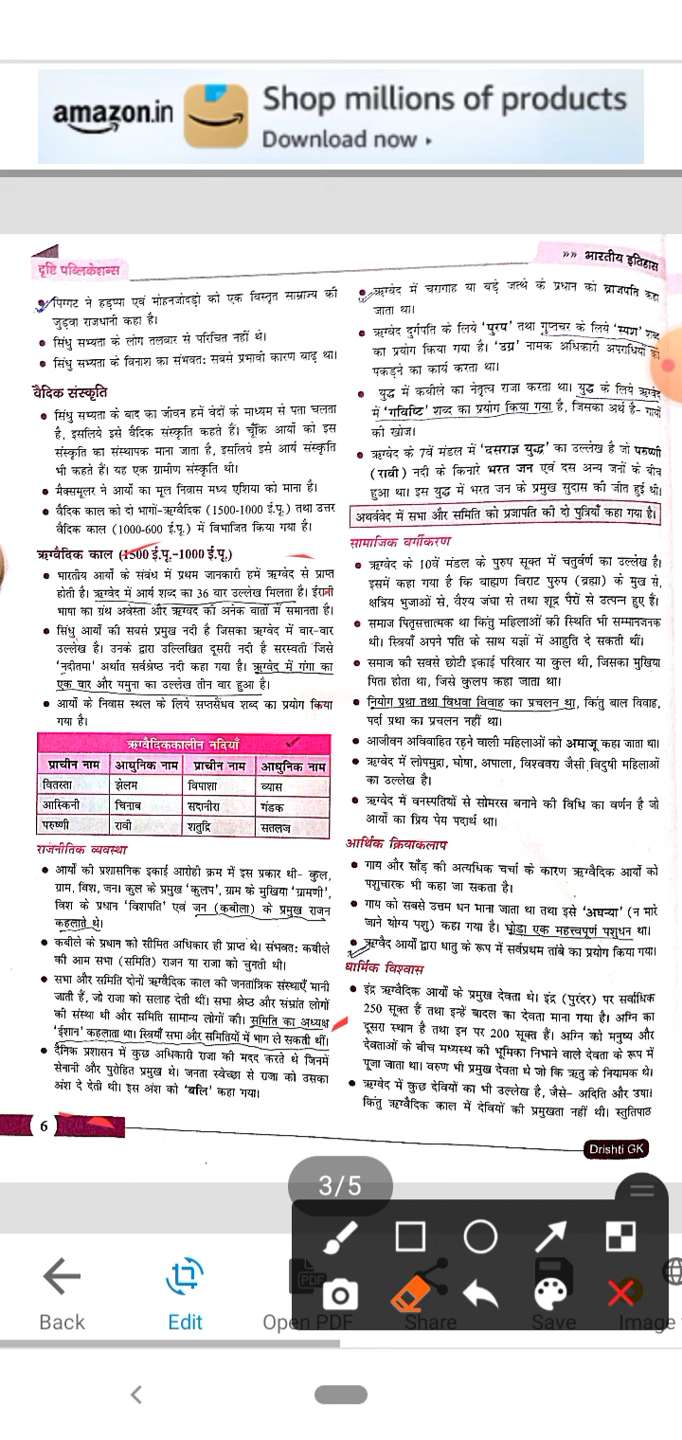 amazon.in
Shop millions of products
Download now
दृष्टि पब्लिकेशन्स
»» भारतीय इतिहास
पिग्गट ने हड़प्पा एवं मोहनजोदड़ो को एक विस्तृत साम्राज्य की
जुड़वा राजधानी कहा है।
• सिंधु सभ्यता के लोग तलवार से परिचित नहीं थे।
• सिंधु सभ्यता के विनाश का संभवत: सबसे प्रभावी कारण बाढ़ था।
वैदिक संस्कृति
• सिंधु सभ्यता के बाद का जीवन हमें वेदों के माध्यम से पता चलता
है, इसलिये इसे वैदिक संस्कृति कहते हैं। चूँकि आर्यों को इस
संस्कृति का संस्थापक माना जाता है, इसलिये इसे आर्य संस्कृति
भी कहते हैं। यह एक ग्रामीण संस्कृति थी।
• मैक्समूलर ने आर्यों का मूल निवास मध्य एशिया को माना है।
• वैदिक काल को दो भागों-ऋग्वैदिक (1500-1000 ई.पू.) तथा उत्तर
वैदिक काल (1000-600 ई.पू.) में विभाजित किया गया है।
ऋग्वैदिक काल (1500 ई.पू.-1000 ई.पू.)
• भारतीय आर्यों के संबंध में प्रथम जानकारी हमें ऋग्वेद से प्राप्त
होती है। ऋग्वेद में आर्य शब्द का 36 बार उल्लेख मिलता है। ईरानी
भाषा का ग्रंथ अवेस्ता और ऋग्वेद की अनेक बातों में समानता है।
• सिंधु आर्यों की सबसे प्रमुख नदी है जिसका ऋग्वेद में बार-बार
उल्लेख है। उनके द्वारा उल्लिखित दूसरी नदी है सरस्वती जिसे
'नदीतमा' अर्थात सर्वश्रेष्ठ नदी कहा गया है। ऋग्वेद में गंगा का
एक बार और यमुना का उल्लेख तीन बार हुआ है।
• आर्यों के निवास स्थल के लिये सप्तसैंधव शब्द का प्रयोग किया
गया है।
ऋग्वैदिककालीन नदियाँ
प्राचीन नाम आधुनिक नाम प्राचीन नाम आधुनिक नाम
वितस्ता झेलम विपाशा व्यास
आस्किनी चिनाब सदानीरा गंडक
परुष्णी रावी शतुद्रि सतलज
राजनीतिक व्यवस्था
• आर्यों की प्रशासनिक इकाई आरोही क्रम में इस प्रकार थी- कुल,
ग्राम, विश, जन। कुल के प्रमुख 'कुलप', ग्राम के मुखिया 'ग्रामणी',
विश के प्रधान 'विशपति' एवं जन (कबीला) के प्रमुख राजन
कहलाते थे।
• कबीले के प्रधान को सीमित अधिकार ही प्राप्त थे। संभवत: कबीले
की आम सभा (समिति) राजन या राजा को चुनती थी।
• सभा और समिति दोनों ऋग्वैदिक काल की जनतांत्रिक संस्थाएँ मानी
जाती हैं, जो राजा को सलाह देती थीं। सभा श्रेष्ठ और संभ्रांत लोगों
की संस्था थी और समिति सामान्य लोगों की। समिति का अध्यक्ष
'ईशान' कहलाता था। स्त्रियाँ सभा और समितियों में भाग ले सकती थीं।
• दैनिक प्रशासन में कुछ अधिकारी राजा की मदद करते थे जिनमें
सेनानी और पुरोहित प्रमुख थे। जनता स्वेच्छा से राजा को उसका
अंश दे देती थी। इस अंश को 'बलि' कहा गया।
ऋग्वेद में चरागाह या बड़े जत्थे के प्रधान को व्राजपति कहा
जाता था।
• ऋग्वेद दुर्गपति के लिये 'पुरप' तथा गुप्तचर के लिये 'स्पश' शब्द
का प्रयोग किया गया है। 'उग्र' नामक अधिकारी अपराधियों को
पकड़ने का कार्य करता था।
• युद्ध में कबीले का नेतृत्व राजा करता था। युद्ध के लिये ऋग्वेद
में 'गविष्टि' शब्द का प्रयोग किया गया है, जिसका अर्थ है- गायों
की खोज।
• ऋग्वेद के 7वें मंडल में 'दसराज्ञ युद्ध' का उल्लेख है जो परुष्णी
(रावी) नदी के किनारे भरत जन एवं दस अन्य जनों के बीच
हुआ था। इस युद्ध में भरत जन के प्रमुख सुदास की जीत हुई थी।
अथर्ववेद में सभा और समिति को प्रजापति की दो पुत्रियाँ कहा गया है।
सामाजिक वर्गीकरण
• ऋग्वेद के 10वें मंडल के पुरुष सूक्त में चतुर्वर्ण का उल्लेख है।
इसमें कहा गया है कि ब्राह्मण विराट पुरुष (ब्रह्मा) के मुख से,
क्षत्रिय भुजाओं से, वैश्य जंघा से तथा शूद्र पैरों से उत्पन्न हुए हैं।
• समाज पितृसत्तात्मक था किंतु महिलाओं की स्थिति भी सम्मानजनक
थी। स्त्रियाँ अपने पति के साथ यज्ञों में आहुति दे सकती थीं।
• समाज की सबसे छोटी इकाई परिवार या कुल थी, जिसका मुखिया
पिता होता था, जिसे कुलप कहा जाता था।
• नियोग प्रथा तथा विधवा विवाह का प्रचलन था, किंतु बाल विवाह,
पर्दा प्रथा का प्रचलन नहीं था।
• आजीवन अविवाहित रहने वाली महिलाओं को अमाजू कहा जाता था।
• ऋग्वेद में लोपमुद्रा, घोषा, अपाला, विश्ववरा जैसी विदुषी महिलाओं
का उल्लेख है।
• ऋग्वेद में वनस्पतियों से सोमरस बनाने की विधि का वर्णन है जो
आर्यों का प्रिय पेय पदार्थ था।
आर्थिक क्रियाकलाप
• गाय और साँड की अत्यधिक चर्चा के कारण ऋग्वैदिक आर्यों को
पशुचारक भी कहा जा सकता है।
• गाय को सबसे उत्तम धन माना जाता था तथा इसे 'अघन्या' (न मारे
जाने योग्य पशु) कहा गया है। घोड़ा एक महत्त्वपूर्ण पशुधन था।
ऋग्वैद आर्यों द्वारा धातु के रूप में सर्वप्रथम तांबे का प्रयोग किया गया।
धार्मिक विश्वास
• इंद्र ऋग्वैदिक आर्यों के प्रमुख देवता थे। इंद्र (पुरंदर) पर सर्वाधिक
250 सूक्त हैं तथा इन्हें बादल का देवता माना गया है। अग्नि का
दूसरा स्थान है तथा इन पर 200 सूक्त हैं। अग्नि को मनुष्य और
देवताओं के बीच मध्यस्थ की भूमिका निभाने वाले देवता के रूप में
पूजा जाता था। वरुण भी प्रमुख देवता थे जो कि ऋतु के नियामक थे।
• ऋग्वेद में कुछ देवियों का भी उल्लेख है, जैसे- अदिति और उषा।
किंतु ऋग्वैदिक काल में देवियों की प्रमुखता नहीं थी। स्तुतिपाठ
6
Drishti GK
3/5
Back
Edit
Open PDF
Share
Save
Image